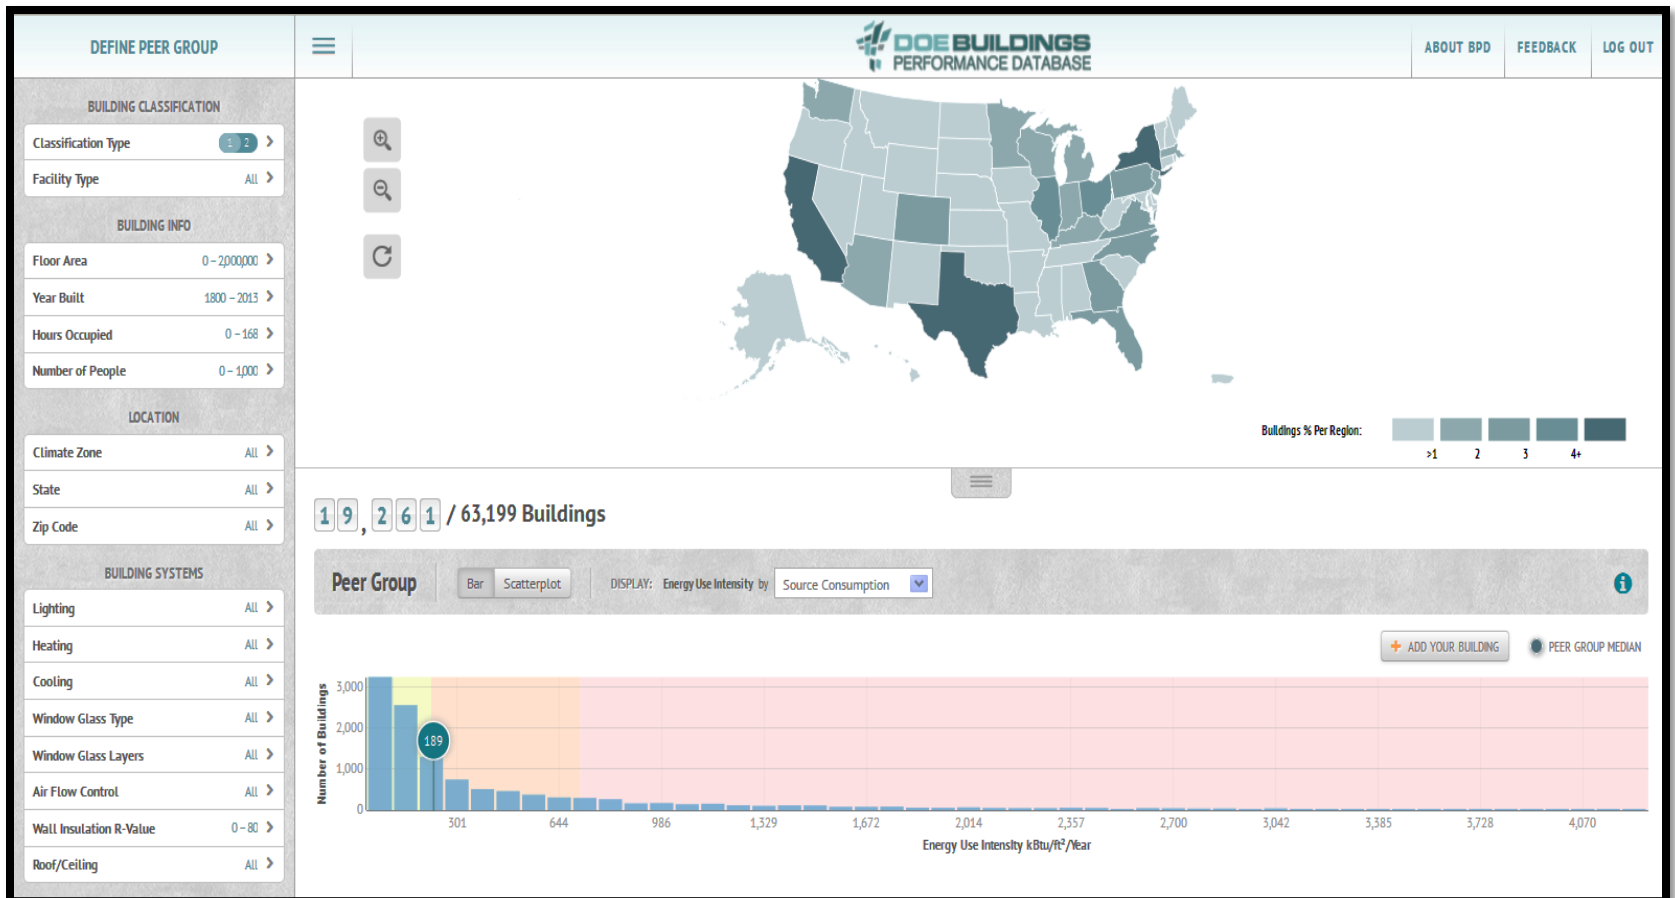 DEFINE PEER GROUP
DOE BUILDINGS
PERFORMANCE DATABASE
ABOUT BPD FEEDBACK LOG OUT
BUILDING CLASSIFICATION
Classification Type 1 2
Facility Type All
BUILDING INFO
Floor Area 0 – 2,000,000
Year Built 1800 – 2013
Hours Occupied 0 – 168
Number of People 0 – 1,000
LOCATION
Climate Zone All
State All
Zip Code All
BUILDING SYSTEMS
Lighting All
Heating All
Cooling All
Window Glass Type All
Window Glass Layers All
Air Flow Control All
Wall Insulation R-Value 0 – 80
Roof/Ceiling All
Buildings % Per Region:
>1 2 3 4+
19,261 / 63,199 Buildings
Peer Group Bar Scatterplot DISPLAY: Energy Use Intensity by Source Consumption i
+ ADD YOUR BUILDING PEER GROUP MEDIAN
Number of Buildings
3,000
2,000
1,000
0
189
301 644 986 1,329 1,672 2,014 2,357 2,700 3,042 3,385 3,728 4,070
Energy Use Intensity kBtu/ft²/Year